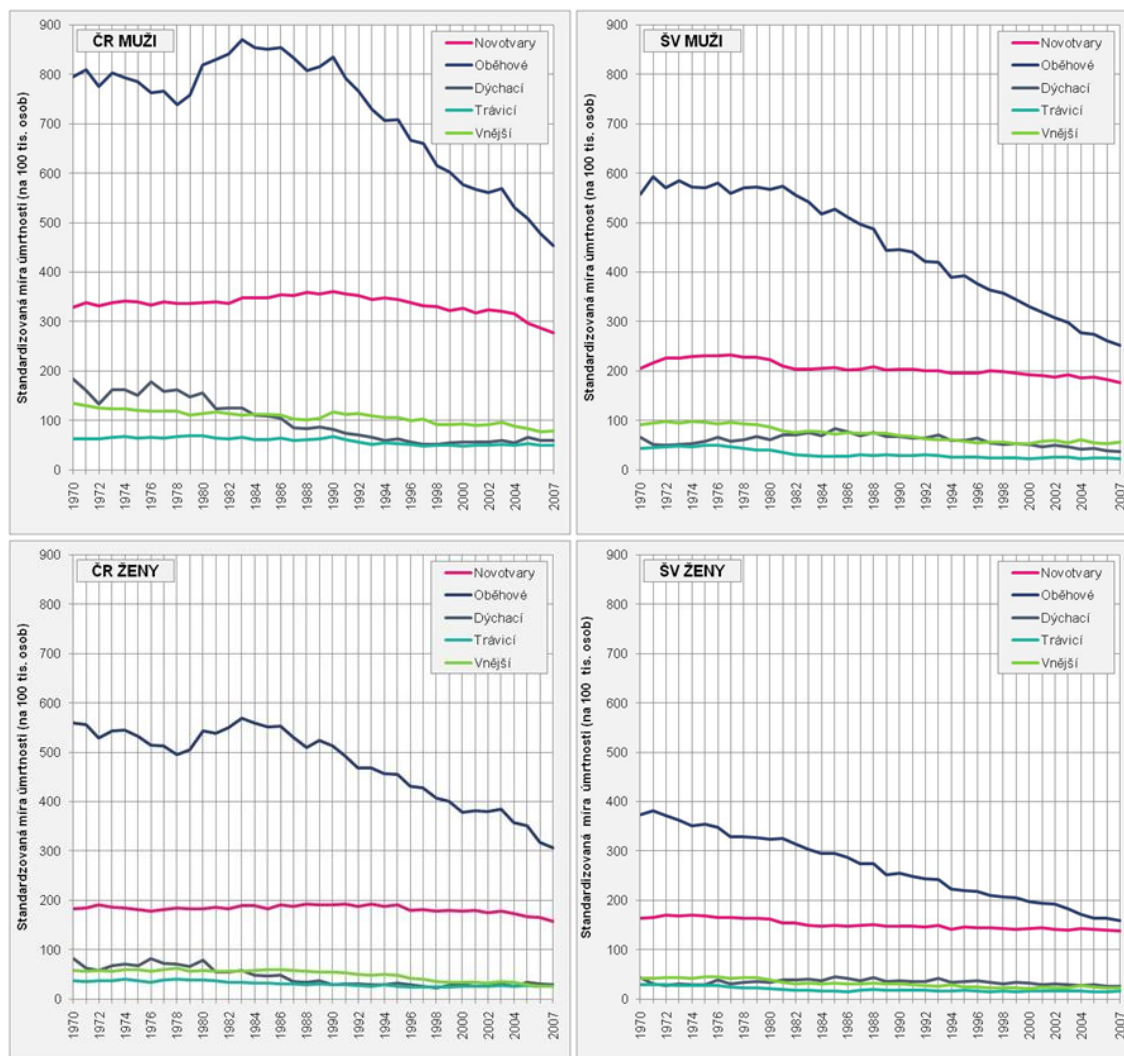 ČR MUŽI
Novotvary
Oběhové
Dýchací
Trávicí
Vnější
Standardizovaná míra úmrtnosti (na 100 tis. osob)
900
800
700
600
500
400
300
200
100
0
1970 1972 1974 1976 1978 1980 1982 1984 1986 1988 1990 1992 1994 1996 1998 2000 2002 2004 2007
ŠV MUŽI
Novotvary
Oběhové
Dýchací
Trávicí
Vnější
Standardizovaná míra úmrtnost (na 100 tis. osob)
900
800
700
600
500
400
300
200
100
0
1970 1972 1974 1976 1978 1980 1982 1984 1986 1988 1990 1992 1994 1996 1998 2000 2002 2004 2007
ČR ŽENY
Novotvary
Oběhové
Dýchací
Trávicí
Vnější
Standardzovaná míra úmrtnosti (na 100 tis. osob)
900
800
700
600
500
400
300
200
100
0
1970 1972 1974 1976 1978 1980 1982 1984 1986 1988 1990 1992 1994 1996 1998 2000 2002 2004 2007
ŠV ŽENY
Novotvary
Oběhové
Dýchací
Trávicí
Vnější
Standarizovaná míra úmrtnosti (na 100 tis. osob)
900
800
700
600
500
400
300
200
100
0
1970 1972 1974 1976 1978 1980 1982 1984 1986 1988 1990 1992 1994 1996 1998 2000 2002 2004 2007